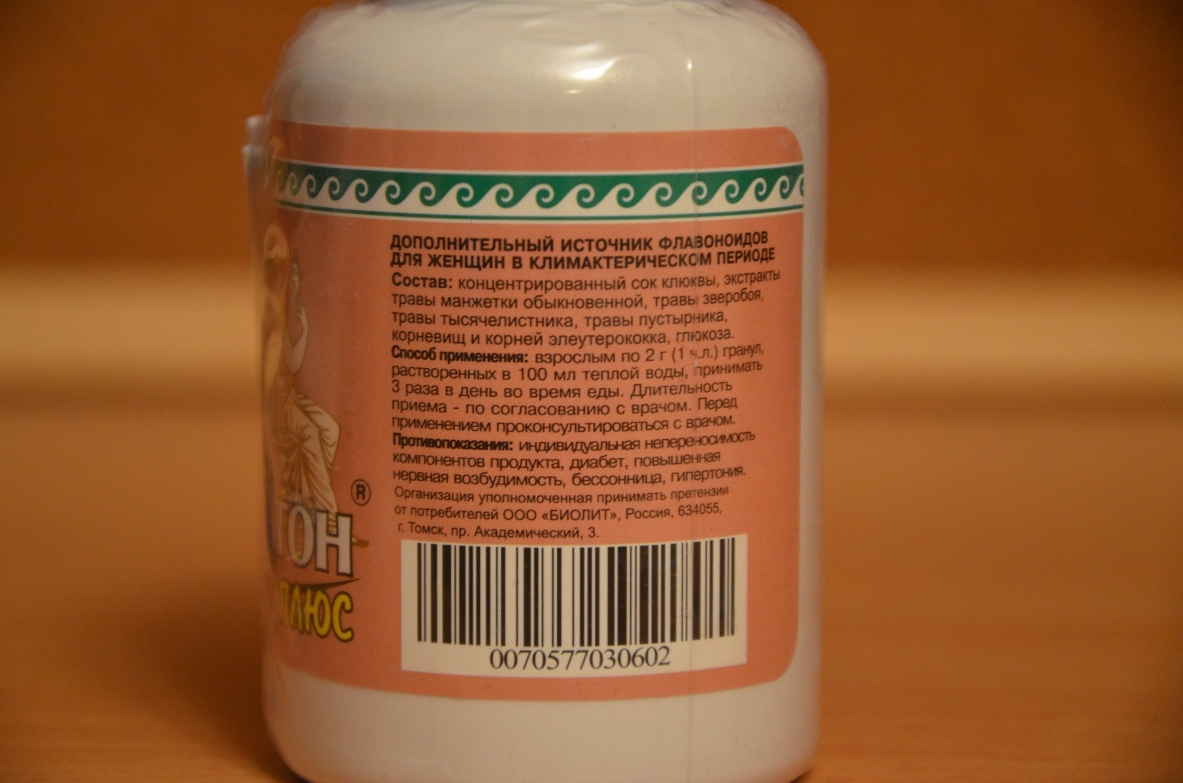 ДОПОЛНИТЕЛЬНЫЙ ИСТОЧНИК ФЛАВОНОИДОВ
ДЛЯ ЖЕНЩИН В КЛИМАКТЕРИЧЕСКОМ ПЕРИОДЕ
Состав: концентрированный сок клюквы, экстракты
травы манжетки обыкновенной, травы зверобоя,
травы тысячелистника, травы пустырника,
корневищ и корней элеутерококка, глюкоза.
Способ применения: взрослым по 2 г (1 ч.л.) гранул,
растворенных в 100 мл теплой воды, принимать
3 раза в день во время еды. Длительность
приема - по согласованию с врачом. Перед
применением проконсультироваться с врачом.
Противопоказания: индивидуальная непереносимость
компонентов продукта, диабет, повышенная
нервная возбудимость, бессонница, гипертония.
Организация уполномоченная принимать претензии
от потребителей ООО «БИОЛИТ», Россия, 634055,
г. Томск, пр. Академический, 3.
0070577030602
ТОН®
ПЛЮС